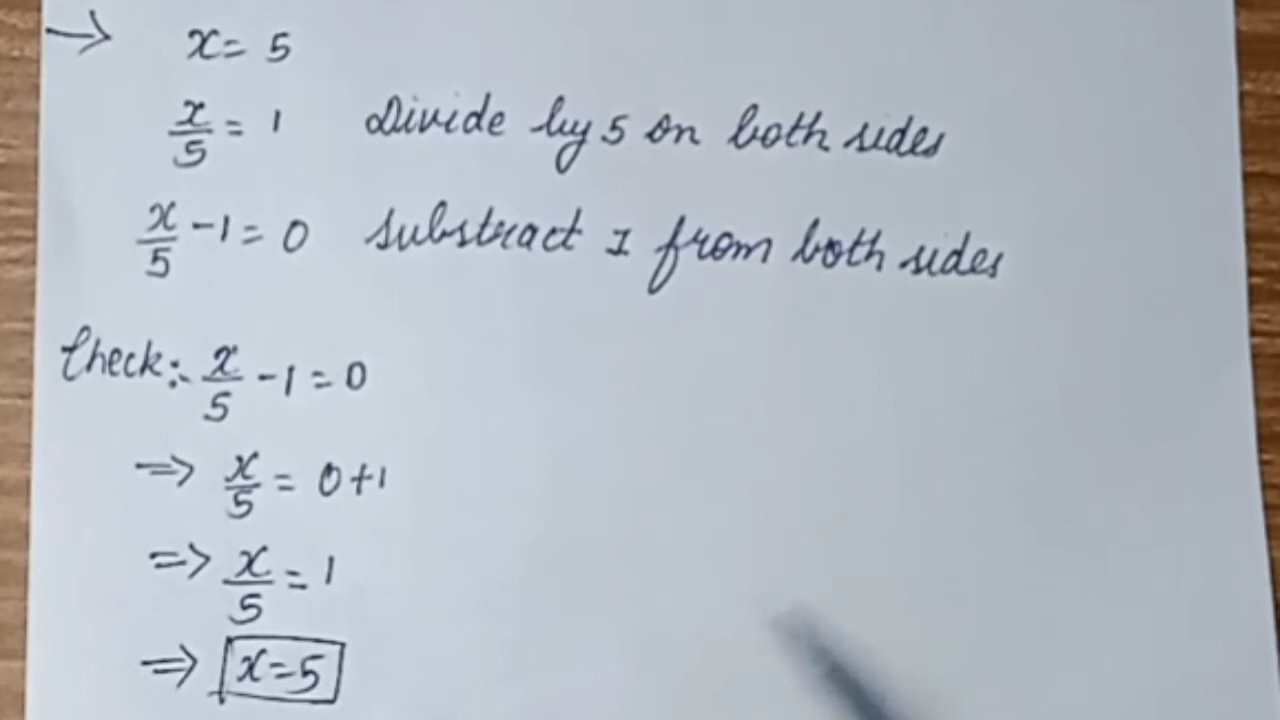 → x = 5
x/5 = 1 Divide by 5 on both sides
x/5 - 1 = 0 substract 1 from both sides
Check:- x/5 - 1 = 0
⇒ x/5 = 0 + 1
⇒ x/5 = 1
⇒ x = 5